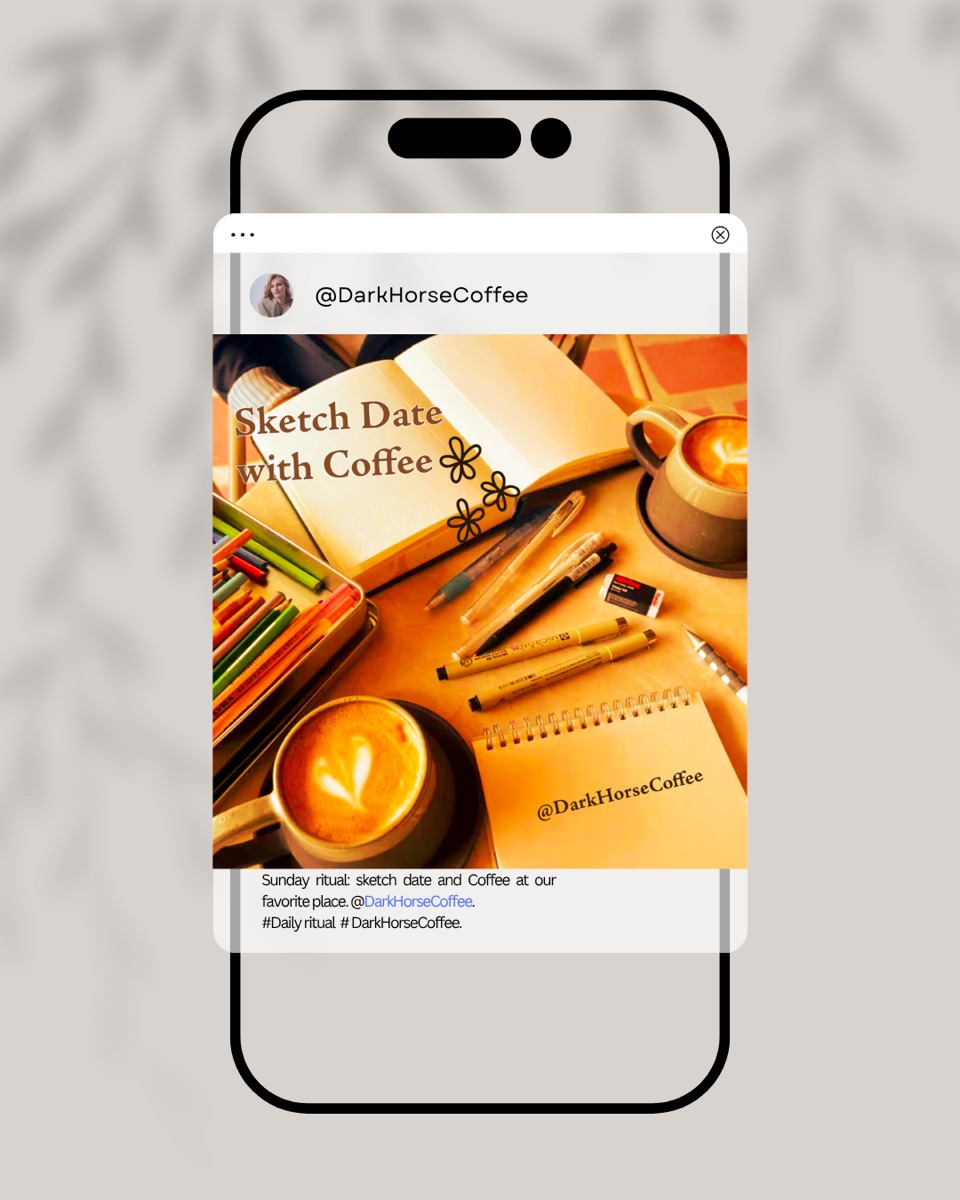 @DarkHorseCoffee
Sketch Date
with Coffee
@DarkHorseCoffee
Sunday ritual: sketch date and Coffee at our
favorite place. @DarkHorseCoffee.
#Daily ritual # DarkHorseCoffee.